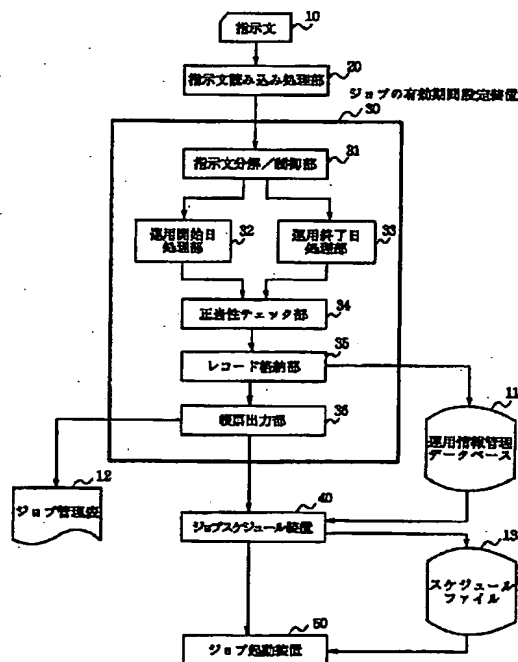 10
指示文
20
指示文読み込み処理部
ジョブの有効期間設定装置
30
31
指示文分解／制御部
運用開始日
処理部
32
運用終了日
処理部
33
34
正当性チェック部
35
レコード格納部
36
帳票出力部
11
運用情報管理
データベース
12
ジョブ管理表
40
ジョブスケジュール装置
13
スケジュール
ファイル
50
ジョブ起動装置